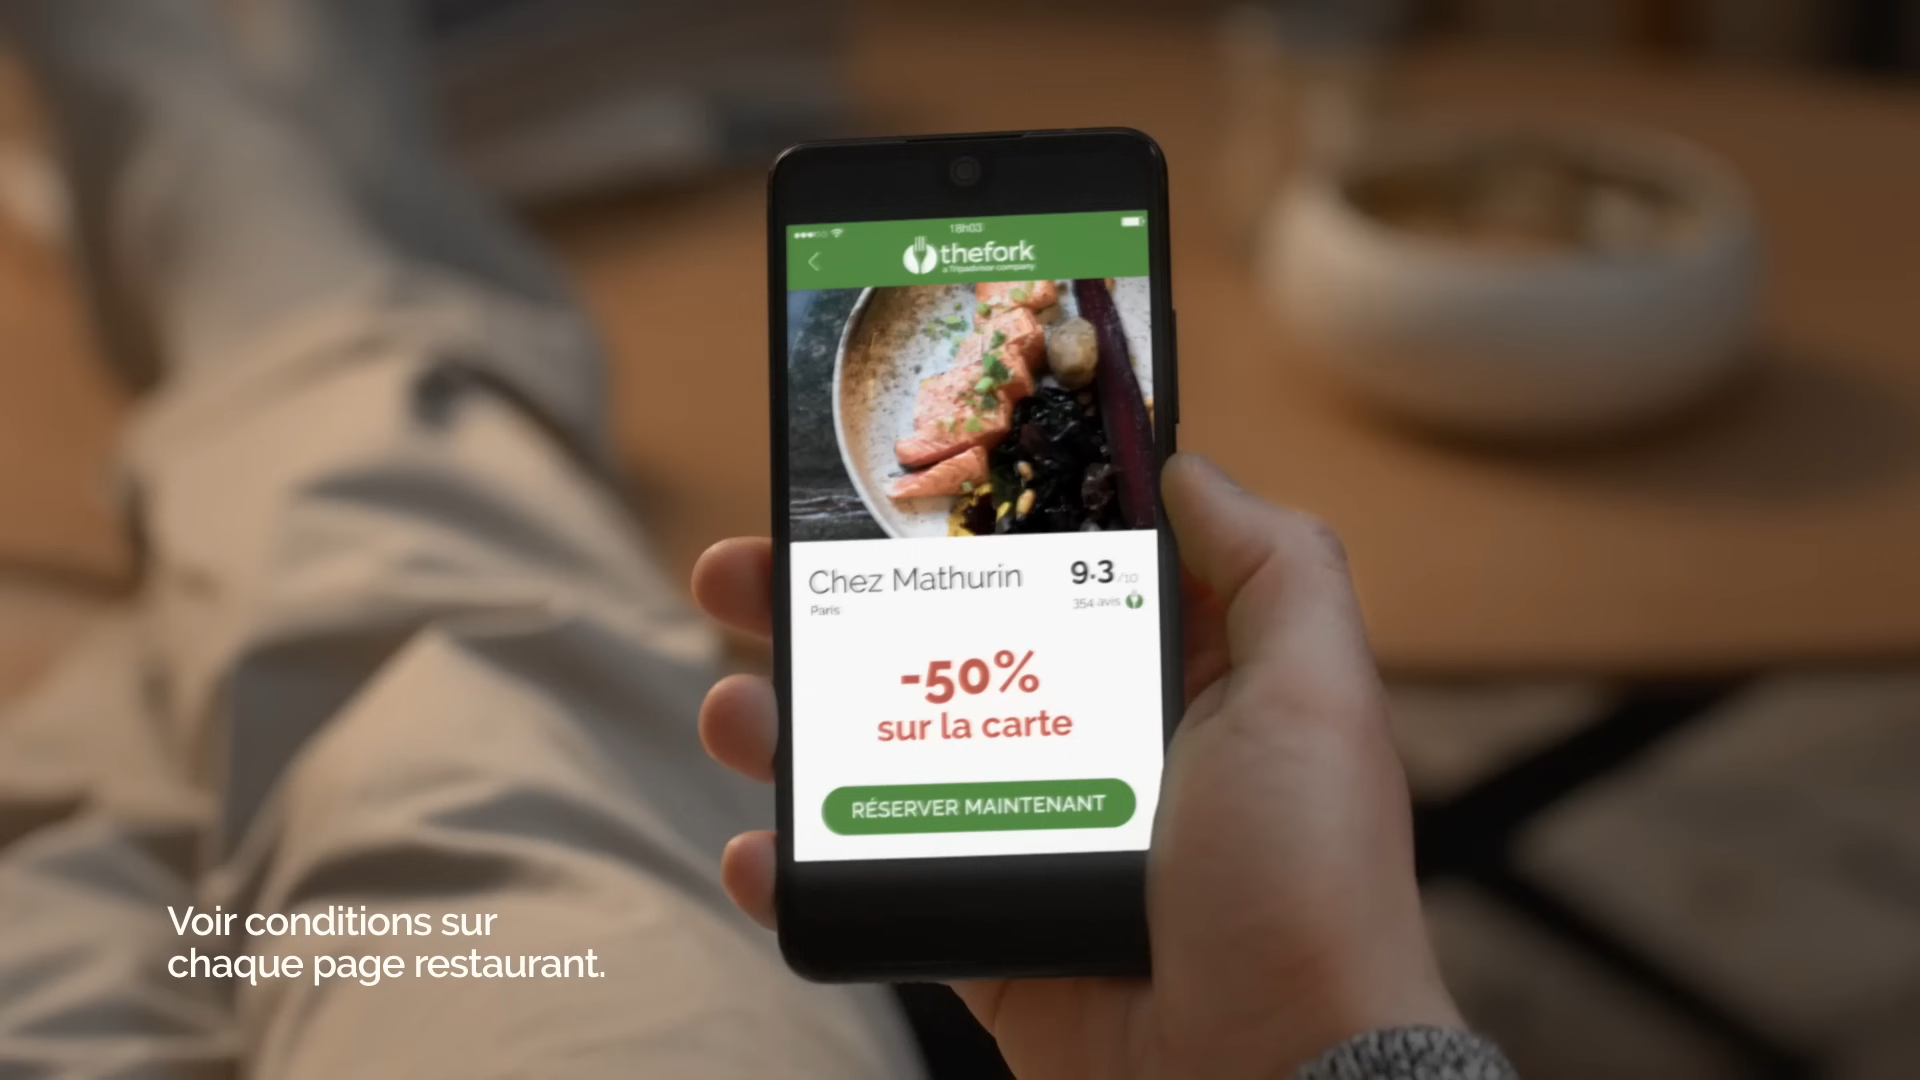 18h03
thefork
a Tripadvisor company
Chez Mathurin
9.3/10
Paris
354 avis
-50%
sur la carte
RÉSERVER MAINTENANT
Voir conditions sur
chaque page restaurant.